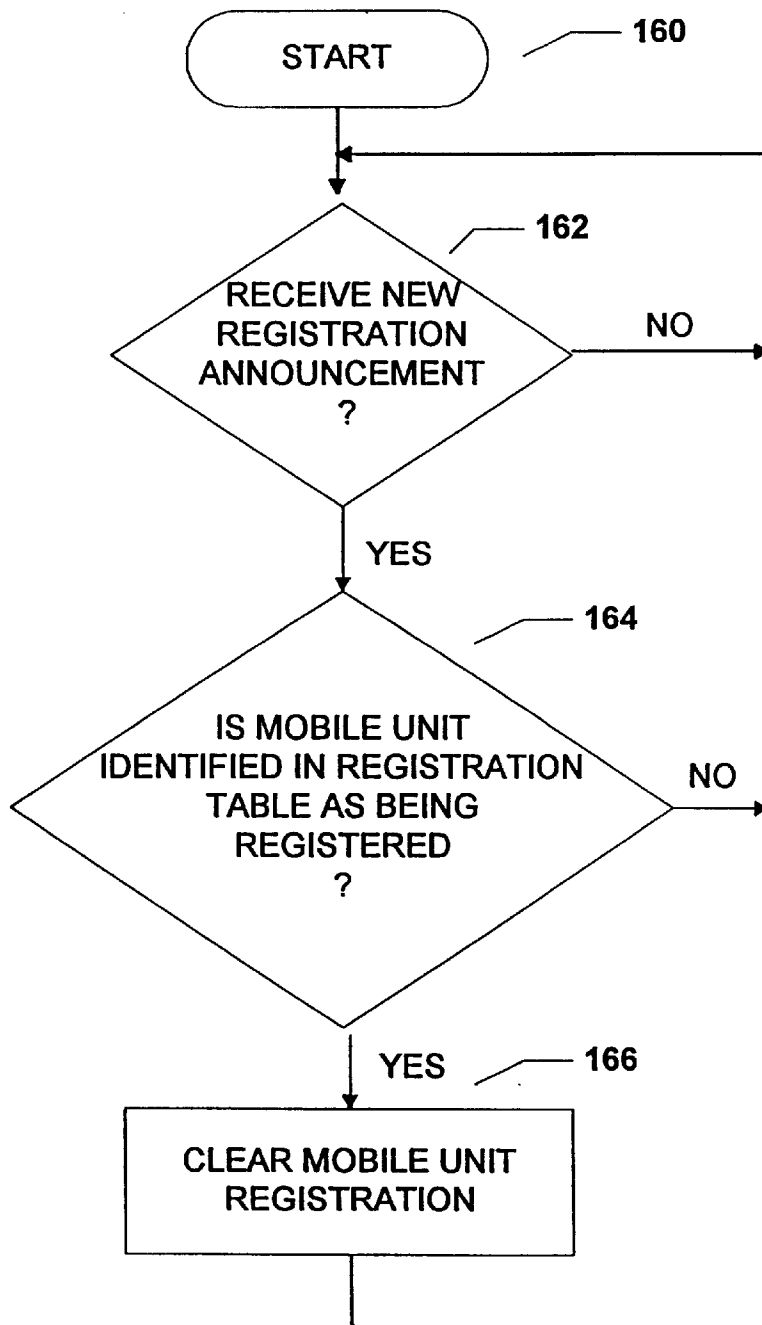 START
160
162
RECEIVE NEW
REGISTRATION
ANNOUNCEMENT
?
NO
YES
164
IS MOBILE UNIT
IDENTIFIED IN REGISTRATION
TABLE AS BEING
REGISTERED
?
NO
YES
166
CLEAR MOBILE UNIT
REGISTRATION